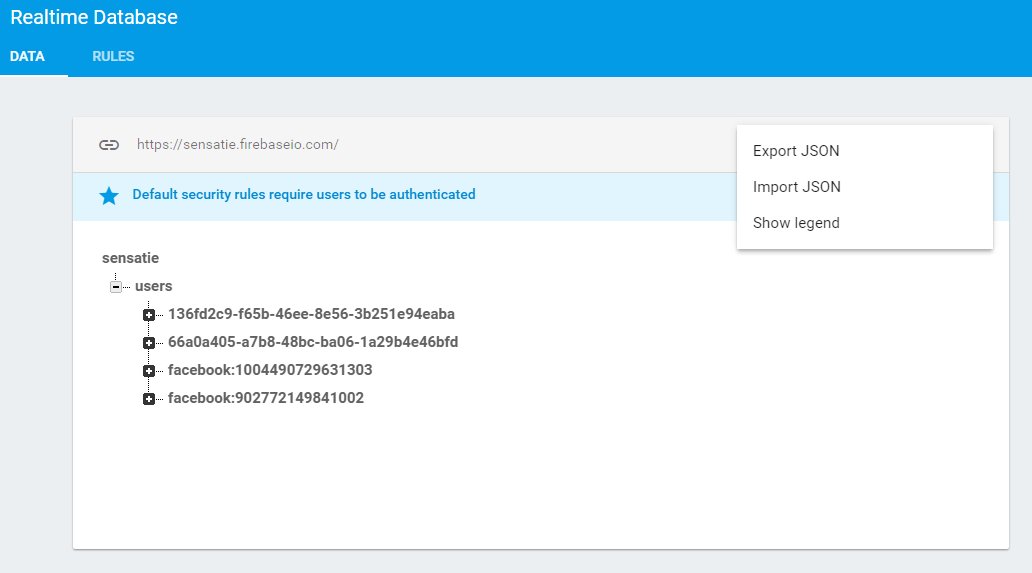 Realtime Database
DATA RULES
https://sensatie.firebaseio.com/
Export JSON
Import JSON
Show legend
Default security rules require users to be authenticated
sensatie
users
136fd2c9-f65b-46ee-8e56-3b251e94eaba
66a0a405-a7b8-48bc-ba06-1a29b4e46bfd
facebook:1004490729631303
facebook:902772149841002